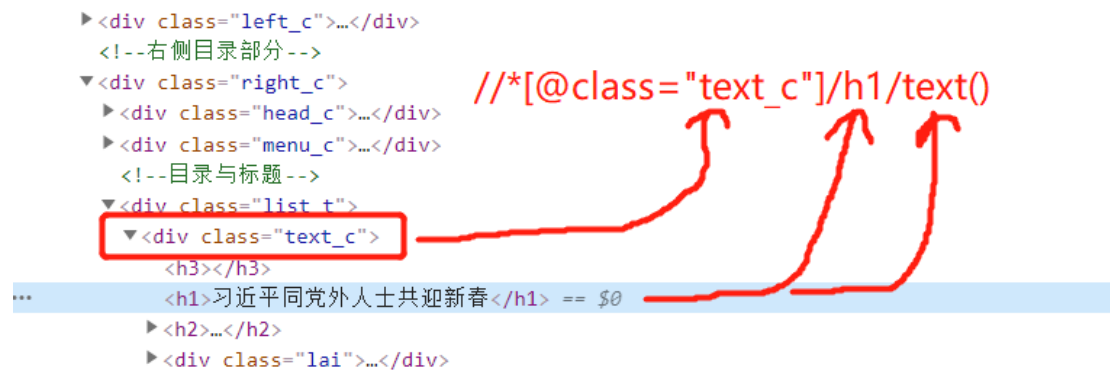 ▶<div class="left_c">…</div>
<!--右侧目录部分-->
▼<div class="right_c">
//*[@class="text_c"]/h1/text()
▶<div class="head_c">…</div>
▶<div class="menu_c">…</div>
<!--目录与标题-->
▼<div class="list_t">
▼<div class="text_c">
<h3></h3>
… <h1>习近平同党外人士共迎新春</h1> == $0
▶<h2>…</h2>
▶<div class="lai">…</div>